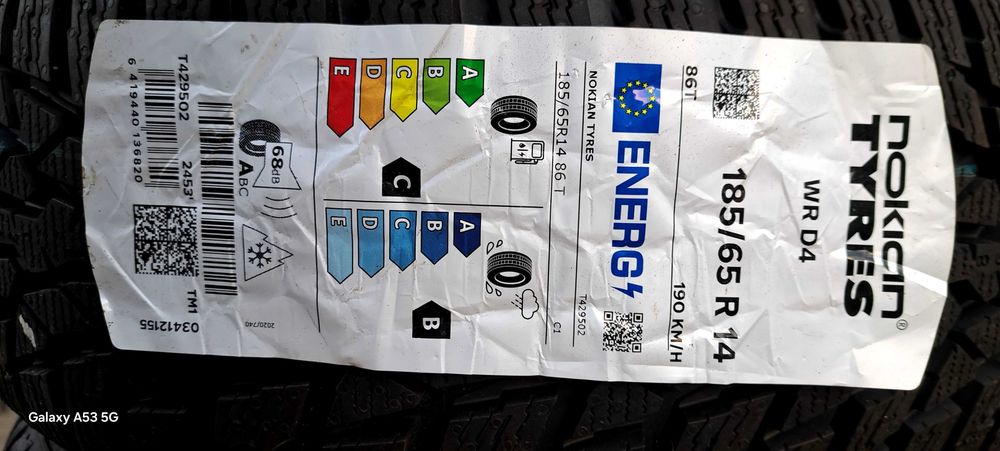 nokian®
TYRES
WR D4
185/65 R 14
86T
190 KM/H
ENERG
NOKIAN TYRES
T429502
185/65R14 86 T
C1
A
B
C
D
E
C
A
B
C
D
E
B
68dB
ABC
2020/740
T429502
2453
TM1
6 419440 136820
03412155
Galaxy A53 5G